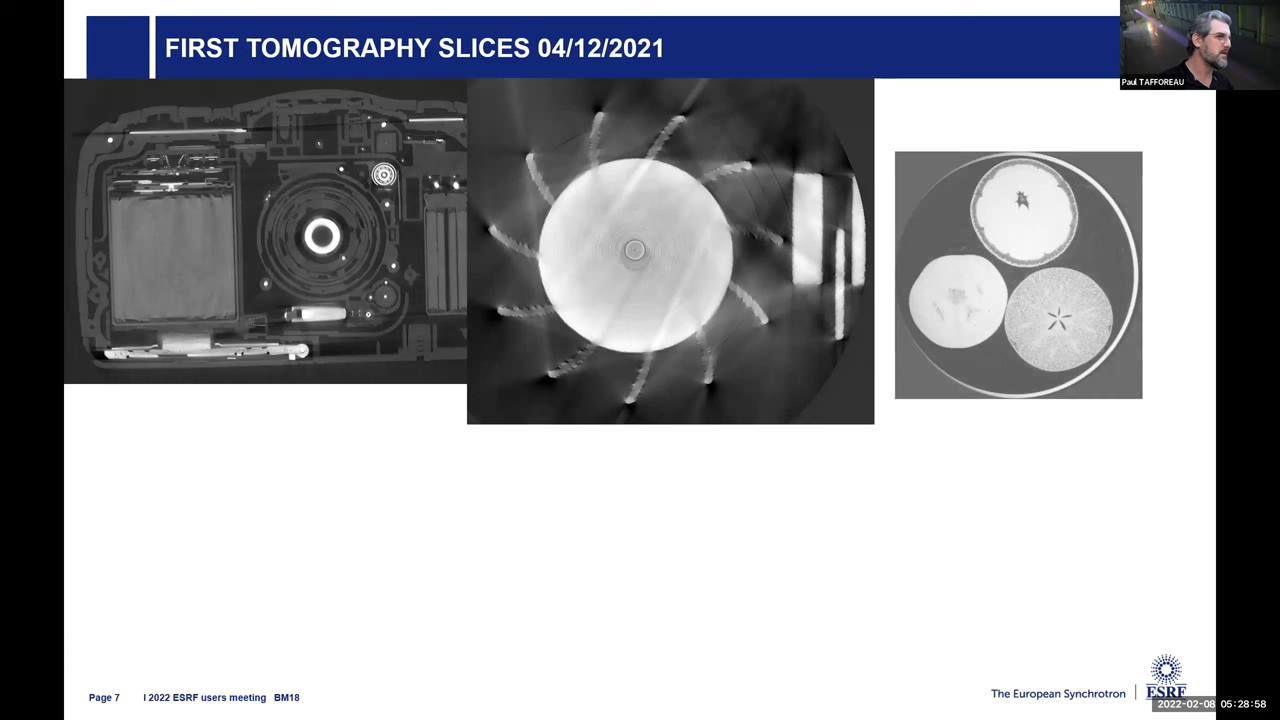 FIRST TOMOGRAPHY SLICES 04/12/2021
Paul TAFFOREAU
Page 7 l 2022 ESRF users meeting BM18
The European Synchrotron
ESRF
2022-02-08 05:28:58